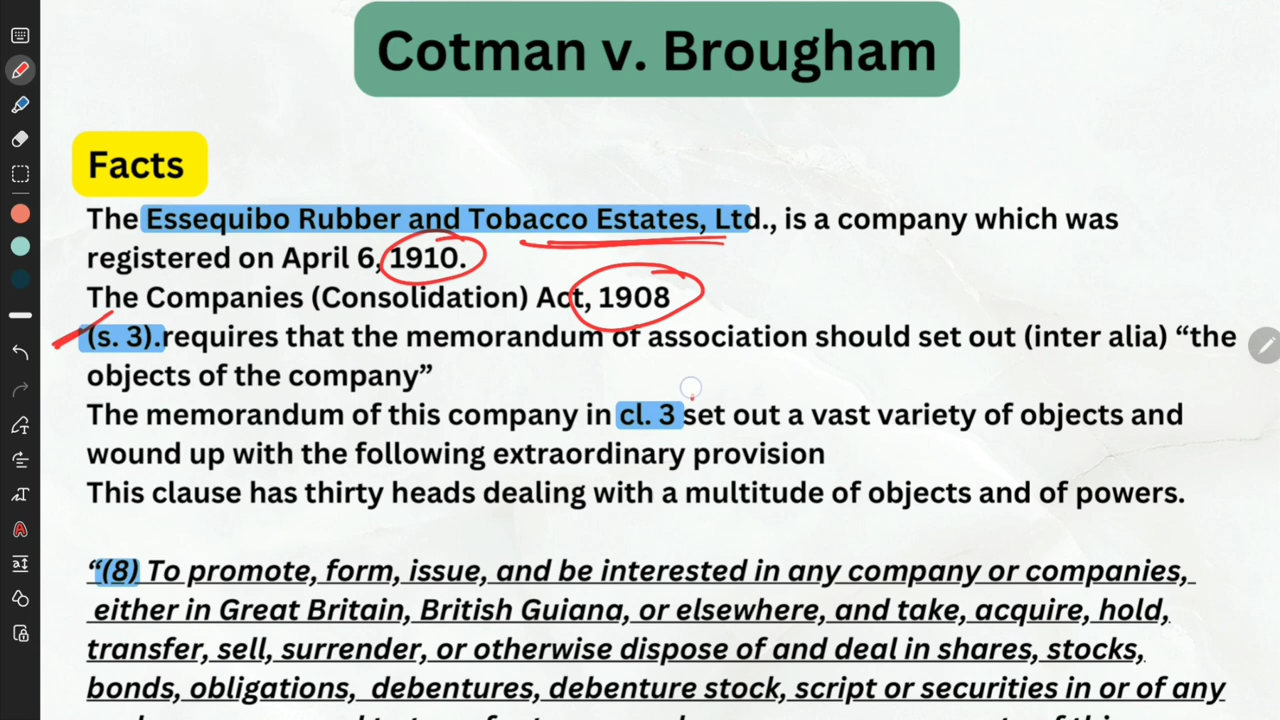 Cotman v. Brougham
Facts
The Essequibo Rubber and Tobacco Estates, Ltd., is a company which was
registered on April 6, 1910.
The Companies (Consolidation) Act, 1908
(s. 3).requires that the memorandum of association should set out (inter alia) “the
objects of the company”
The memorandum of this company in cl. 3 set out a vast variety of objects and
wound up with the following extraordinary provision
This clause has thirty heads dealing with a multitude of objects and of powers.
“(8) To promote, form, issue, and be interested in any company or companies,
either in Great Britain, British Guiana, or elsewhere, and take, acquire, hold,
transfer, sell, surrender, or otherwise dispose of and deal in shares, stocks,
bonds, obligations, debentures, debenture stock, script or securities in or of any